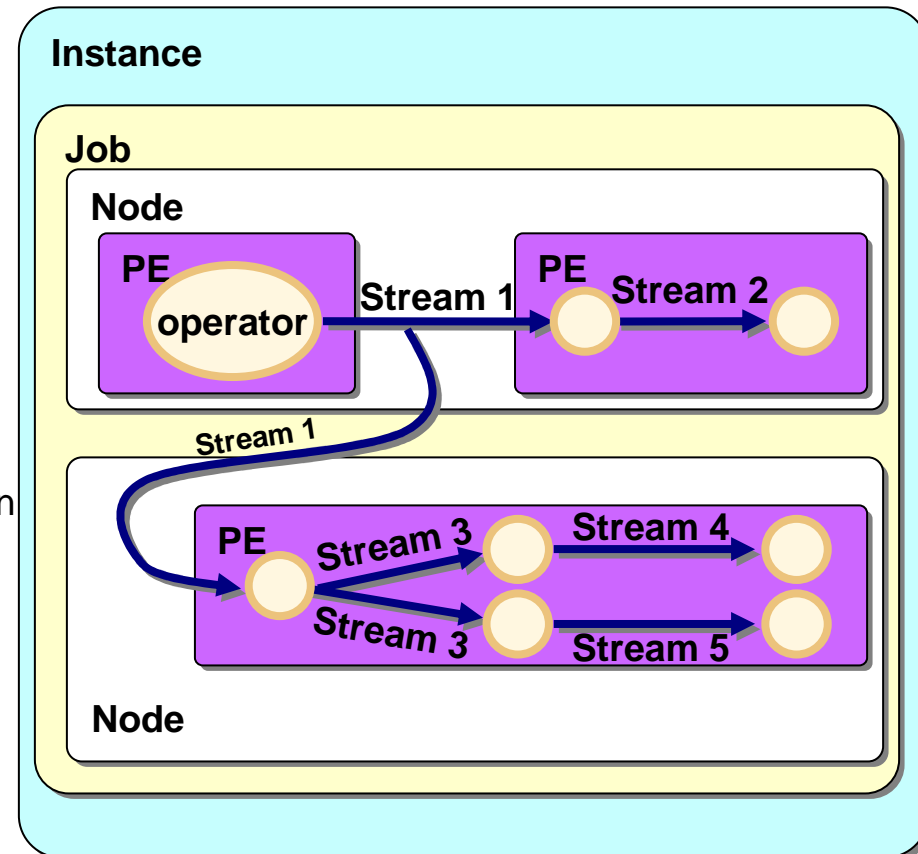 Instance
Job
Node
PE
PE
Stream 1
Stream 2
operator
Stream 1
n
PE
Stream 3
Stream 4
Stream 3
Stream 5
Node